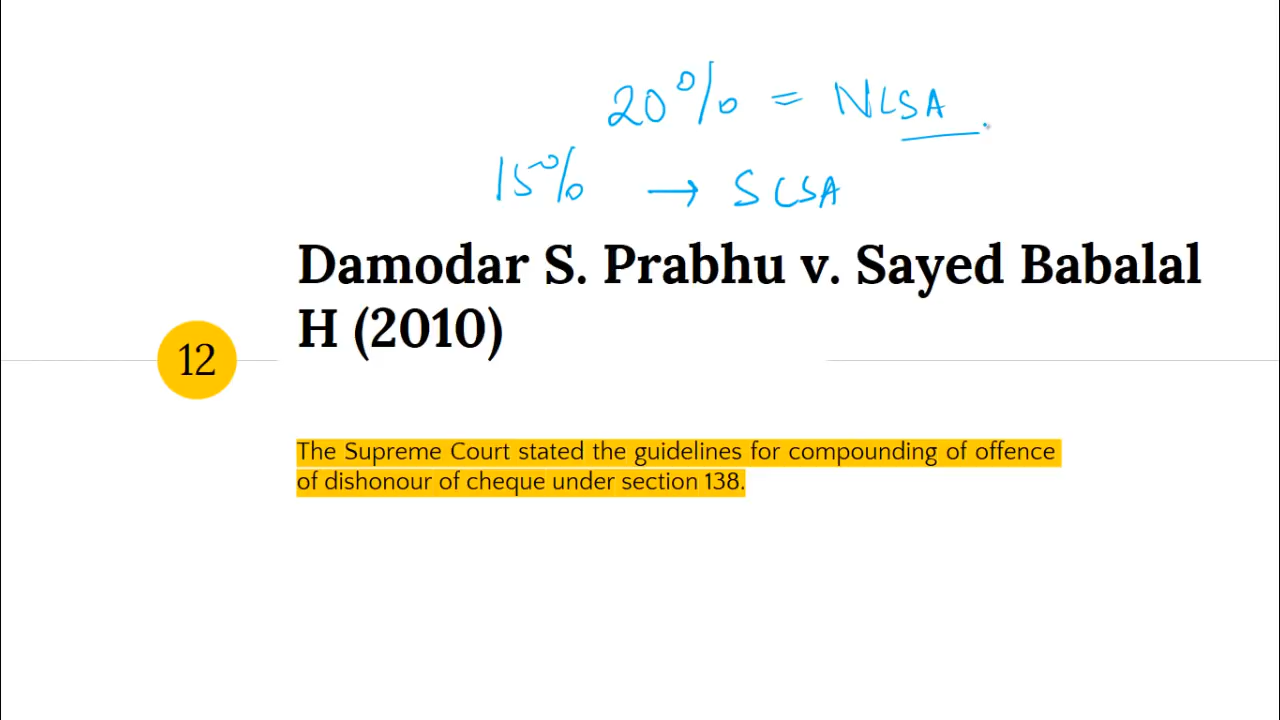 20% = NLSA
15% → SLSA
Damodar S. Prabhu v. Sayed Babalal
H (2010)
12
The Supreme Court stated the guidelines for compounding of offence
of dishonour of cheque under section 138.